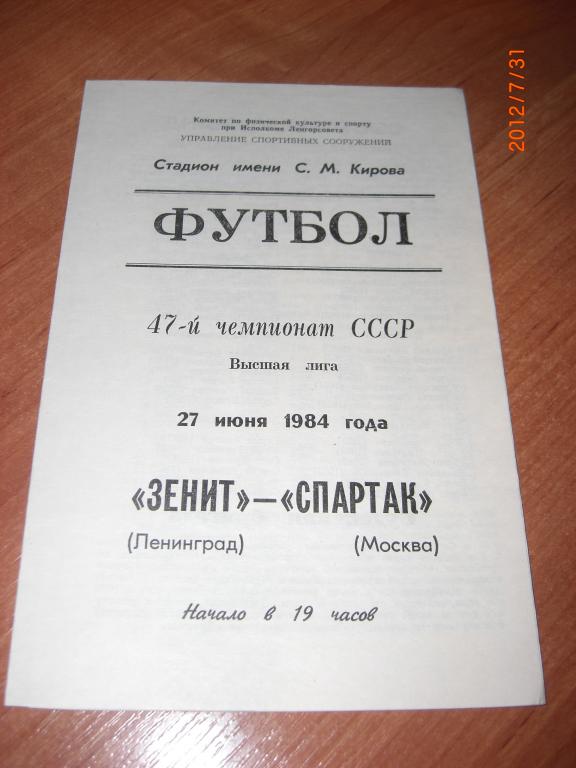 Комитет по физической культуре и спорту
при Исполкоме Ленгорсовета
УПРАВЛЕНИЕ СПОРТИВНЫХ СООРУЖЕНИЙ
Стадион имени С. М. Кирова
ФУТБОЛ
47-й чемпионат СССР
Высшая лига
27 июня 1984 года
«ЗЕНИТ»—«СПАРТАК»
(Ленинград) (Москва)
Начало в 19 часов
2012/7/31